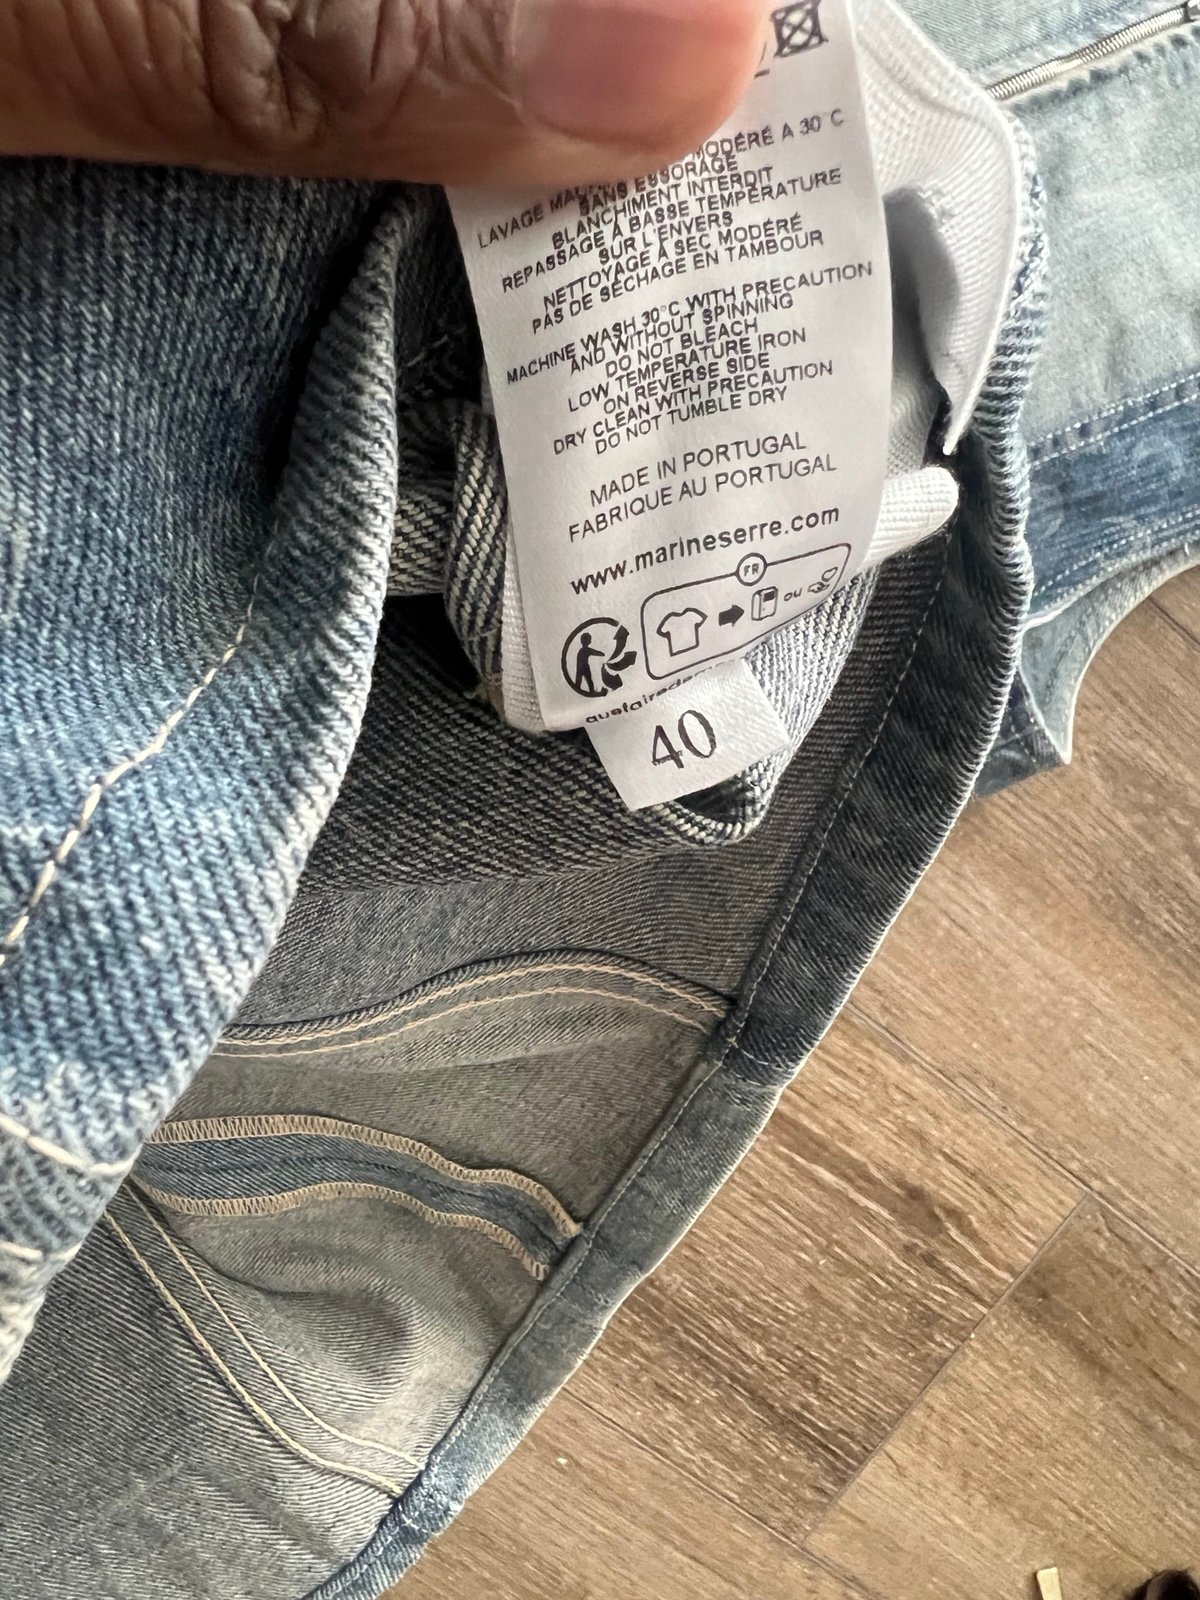 MODÉRÉ A 30°C
LAVAGE
SANS ESSORAGE
BLANCHIMENT INTERDIT
REPASSAGE À BASSE TEMPÉRATURE
SUR L'ENVERS
NETTOYAGE À SEC MODÉRÉ
PAS DE SÉCHAGE EN TAMBOUR
MACHINE WASH 30°C WITH PRECAUTION
AND WITHOUT SPINNING
DO NOT BLEACH
LOW TEMPERATURE IRON
ON REVERSE SIDE
DRY CLEAN WITH PRECAUTION
DO NOT TUMBLE DRY
MADE IN PORTUGAL
FABRIQUE AU PORTUGAL
www.marineserre.com
FR
ou
40